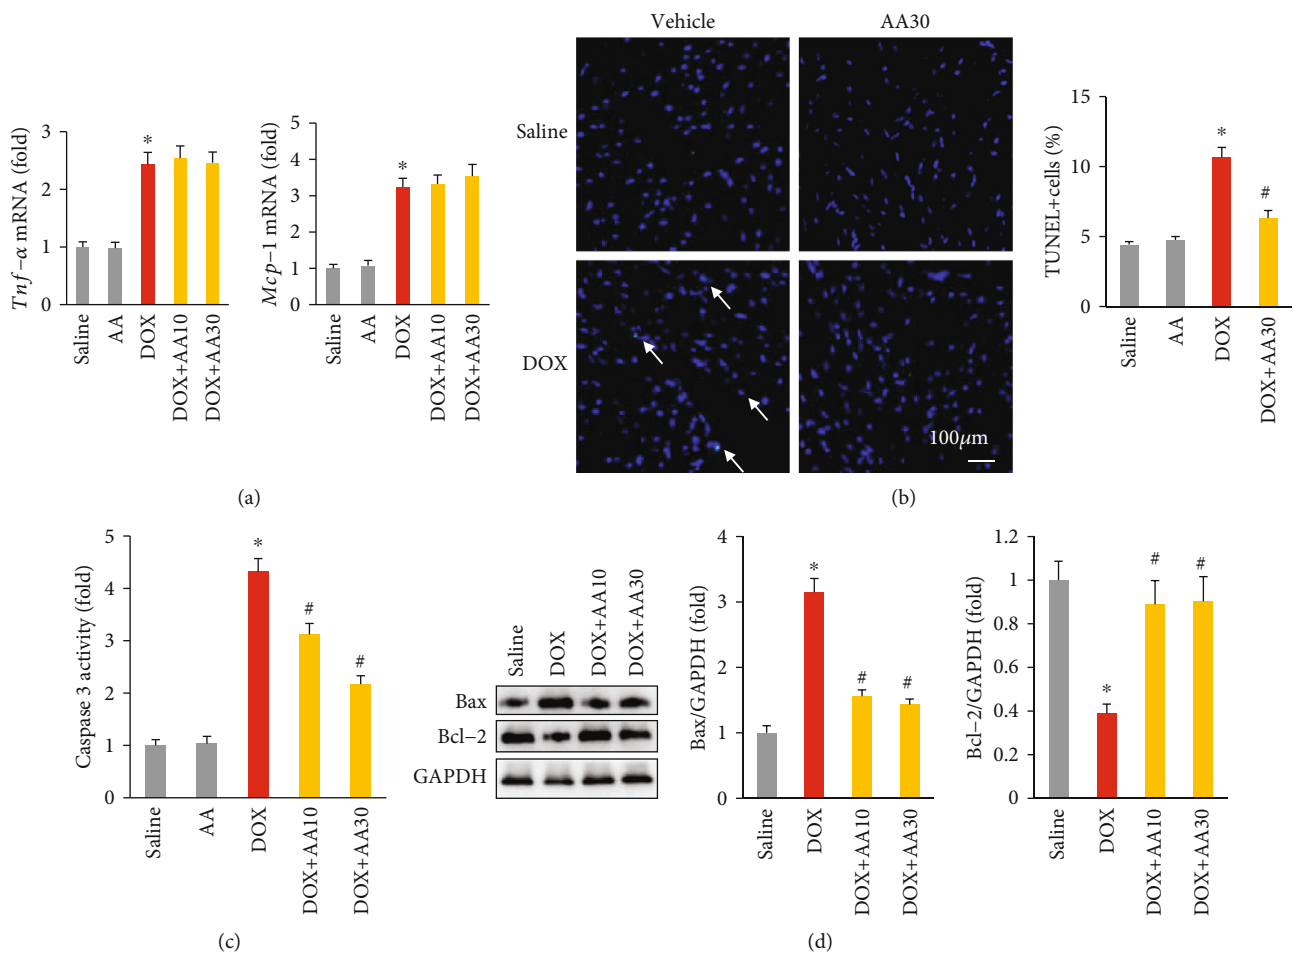 Tnf−α mRNA (fold)
3
2
1
0
*
Saline
AA
DOX
DOX+AA10
DOX+AA30
Mcp−1 mRNA (fold)
5
4
3
2
1
0
*
Saline
AA
DOX
DOX+AA10
DOX+AA30
(a)
Vehicle
AA30
Saline
DOX
100μm
TUNEL+cells (%)
15
10
5
0
*
#
Saline
AA
DOX
DOX+AA30
(b)
Caspase 3 activity (fold)
5
4
3
2
1
0
*
#
#
Saline
AA
DOX
DOX+AA10
DOX+AA30
(c)
Saline
DOX
DOX+AA10
DOX+AA30
Bax
Bcl−2
GAPDH
Bax/GAPDH (fold)
4
3
2
1
0
*
#
#
Saline
DOX
DOX+AA10
DOX+AA30
Bcl−2/GAPDH (fold)
1.2
1
0.8
0.6
0.4
0.2
0
*
#
#
Saline
DOX
DOX+AA10
DOX+AA30
(d)